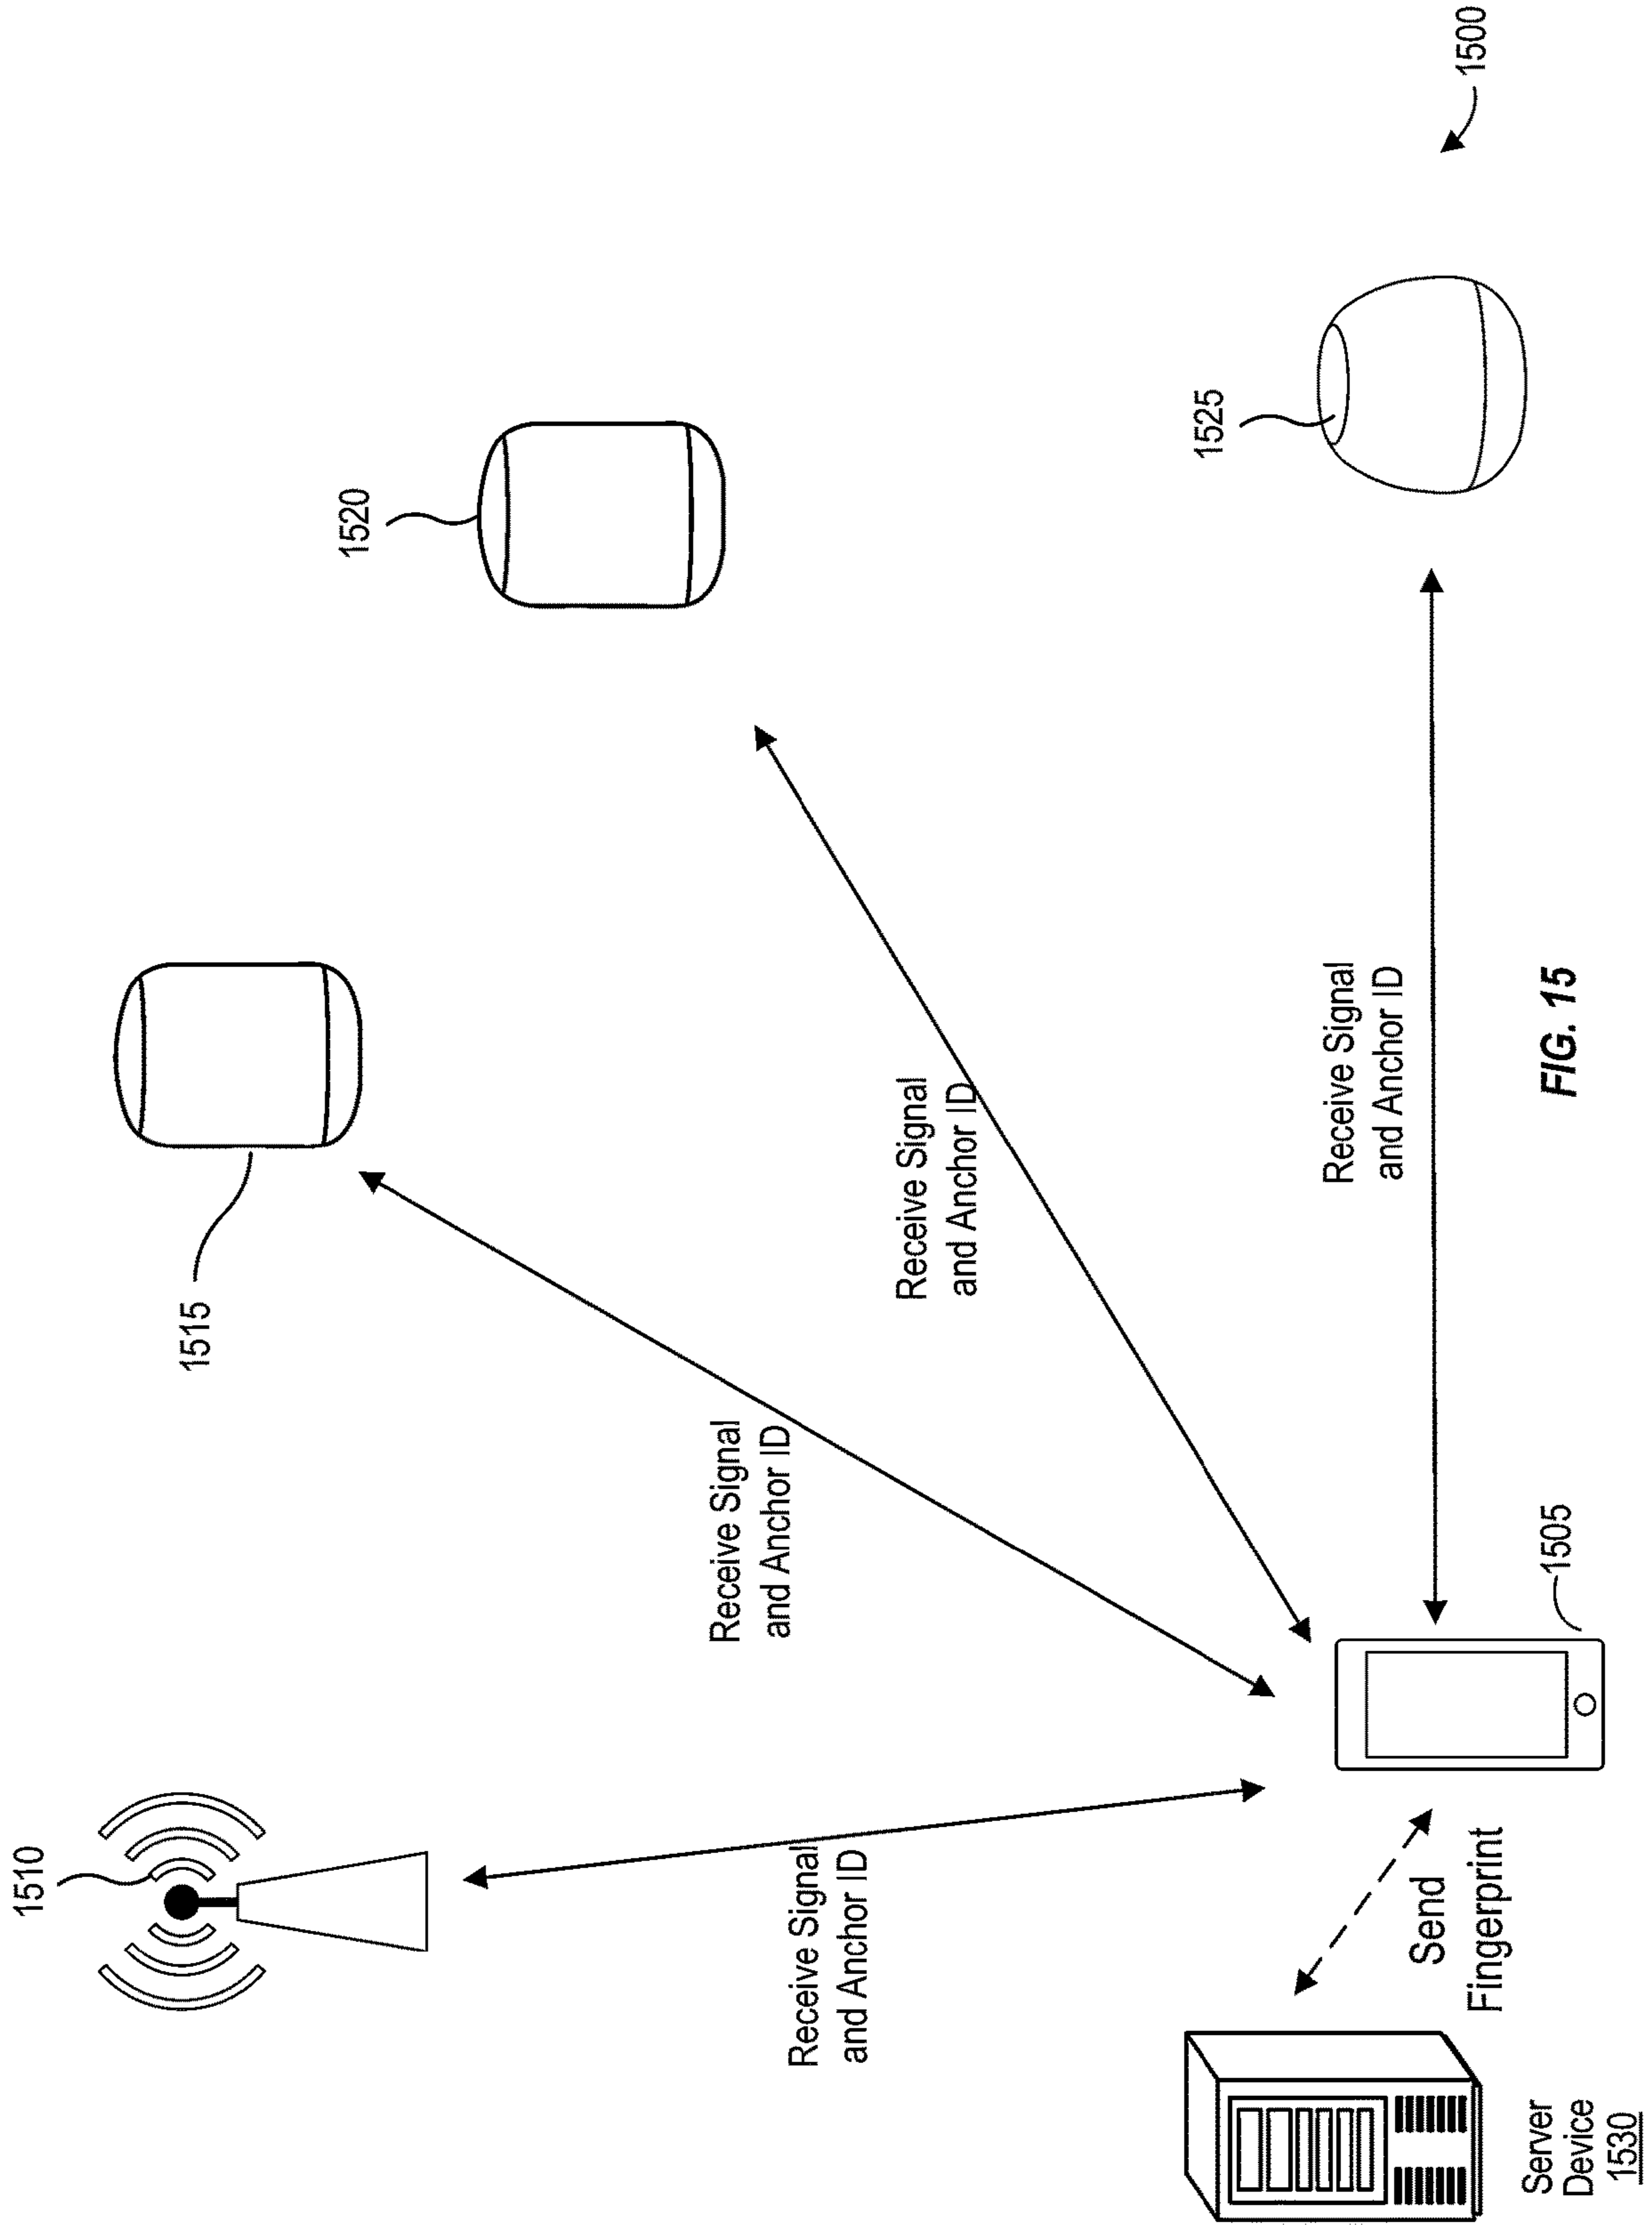 1510
Receive Signal
and Anchor ID
1515
Receive Signal
and Anchor ID
1520
Receive Signal
and Anchor ID
1525
Receive Signal
and Anchor ID
1500
1505
Send
Fingerprint
Server
Device
1530
FIG. 15